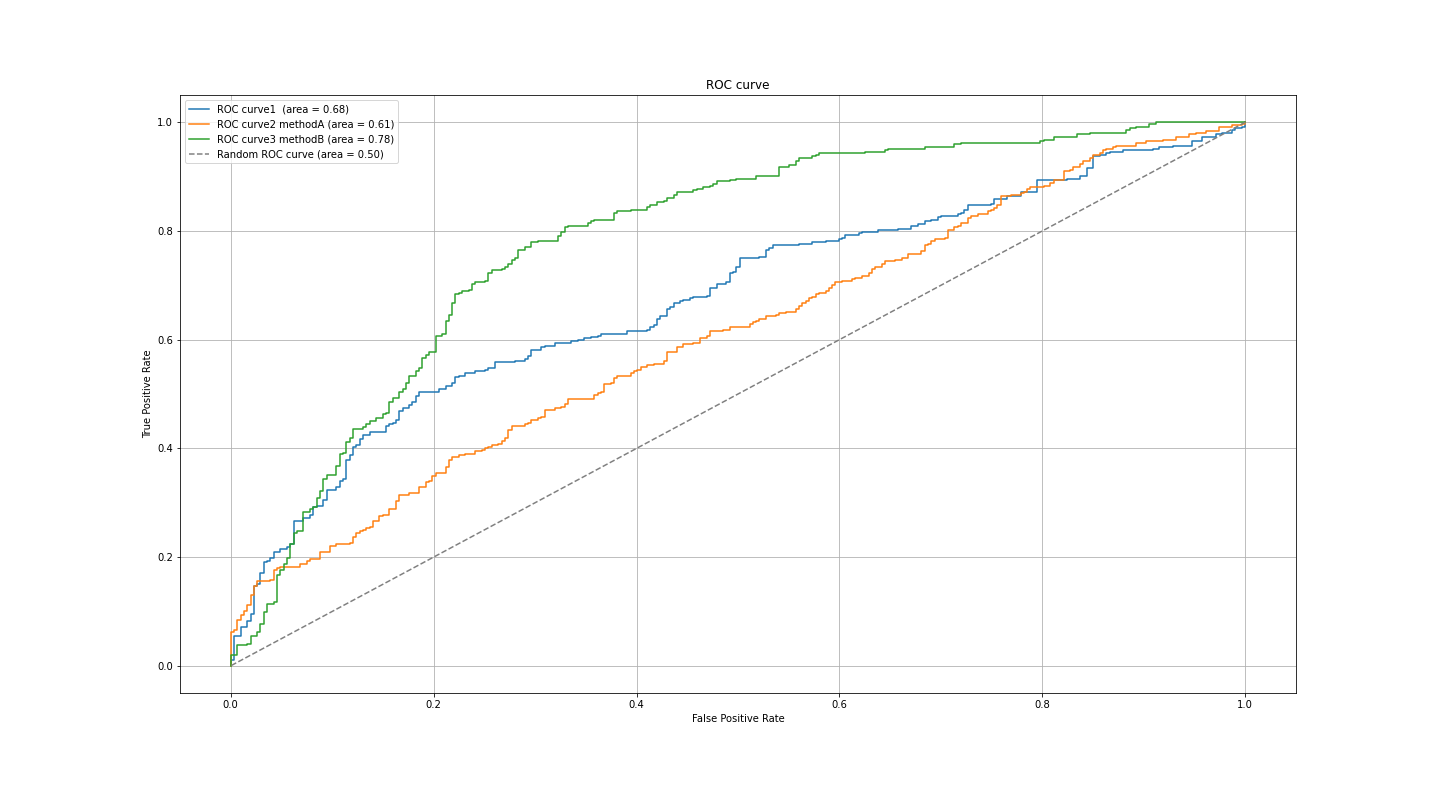 ROC curve
ROC curve1  (area = 0.68)
ROC curve2 methodA (area = 0.61)
ROC curve3 methodB (area = 0.78)
Random ROC curve (area = 0.50)
1.0
0.8
0.6
0.4
0.2
0.0
True Positive Rate
0.0 0.2 0.4 0.6 0.8 1.0
False Positive Rate